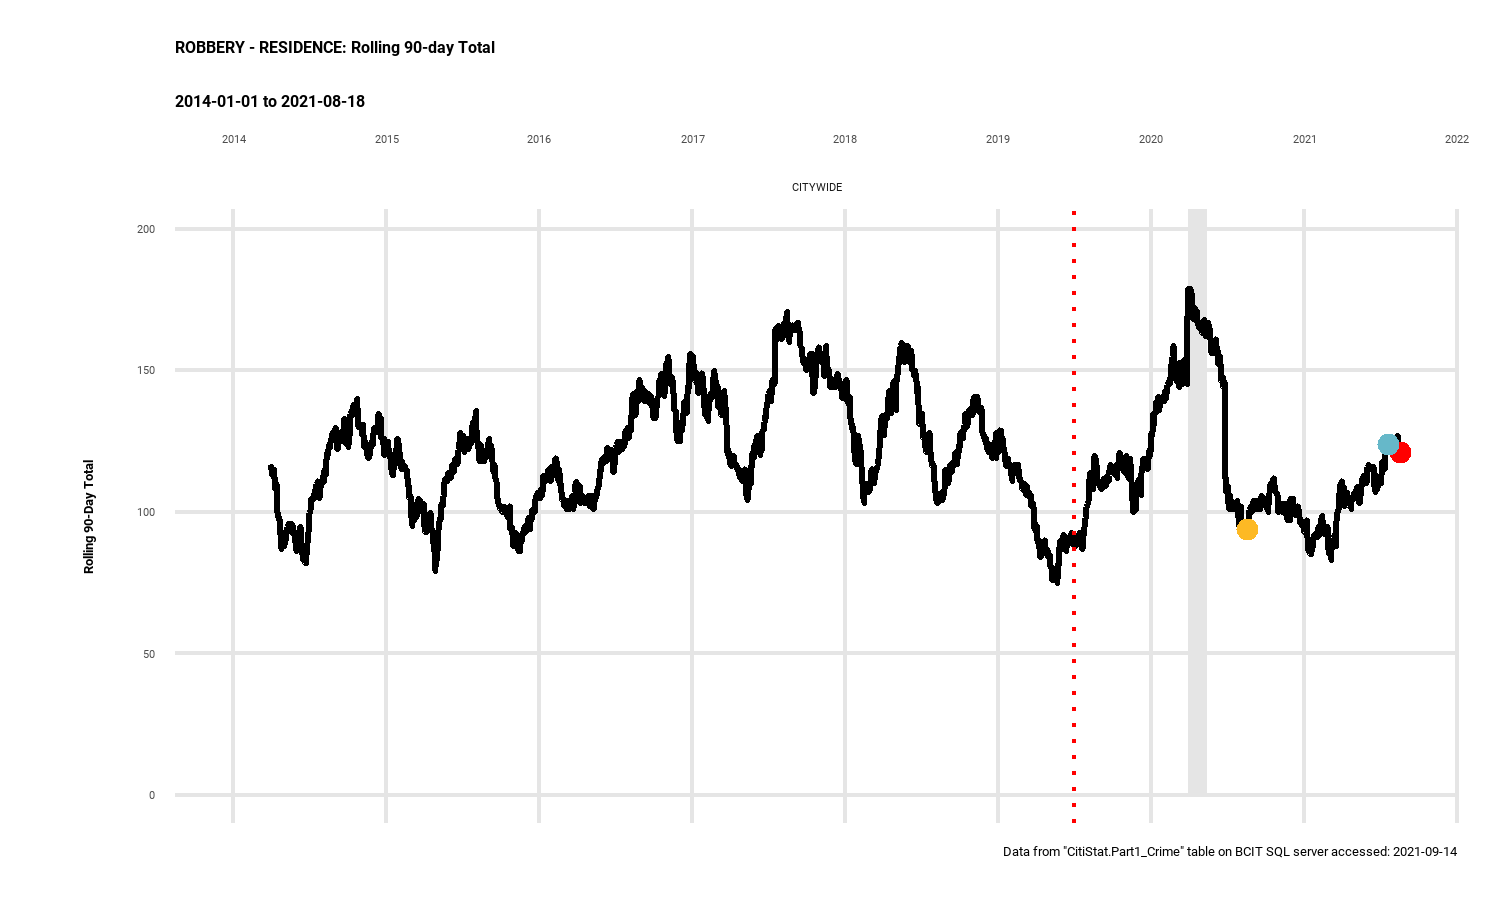 ROBBERY - RESIDENCE: Rolling 90-day Total
2014-01-01 to 2021-08-18
2014 2015 2016 2017 2018 2019 2020 2021 2022
CITYWIDE
200
150
100
50
0
Rolling 90-Day Total
Data from "CitiStat.Part1_Crime" table on BCIT SQL server accessed: 2021-09-14